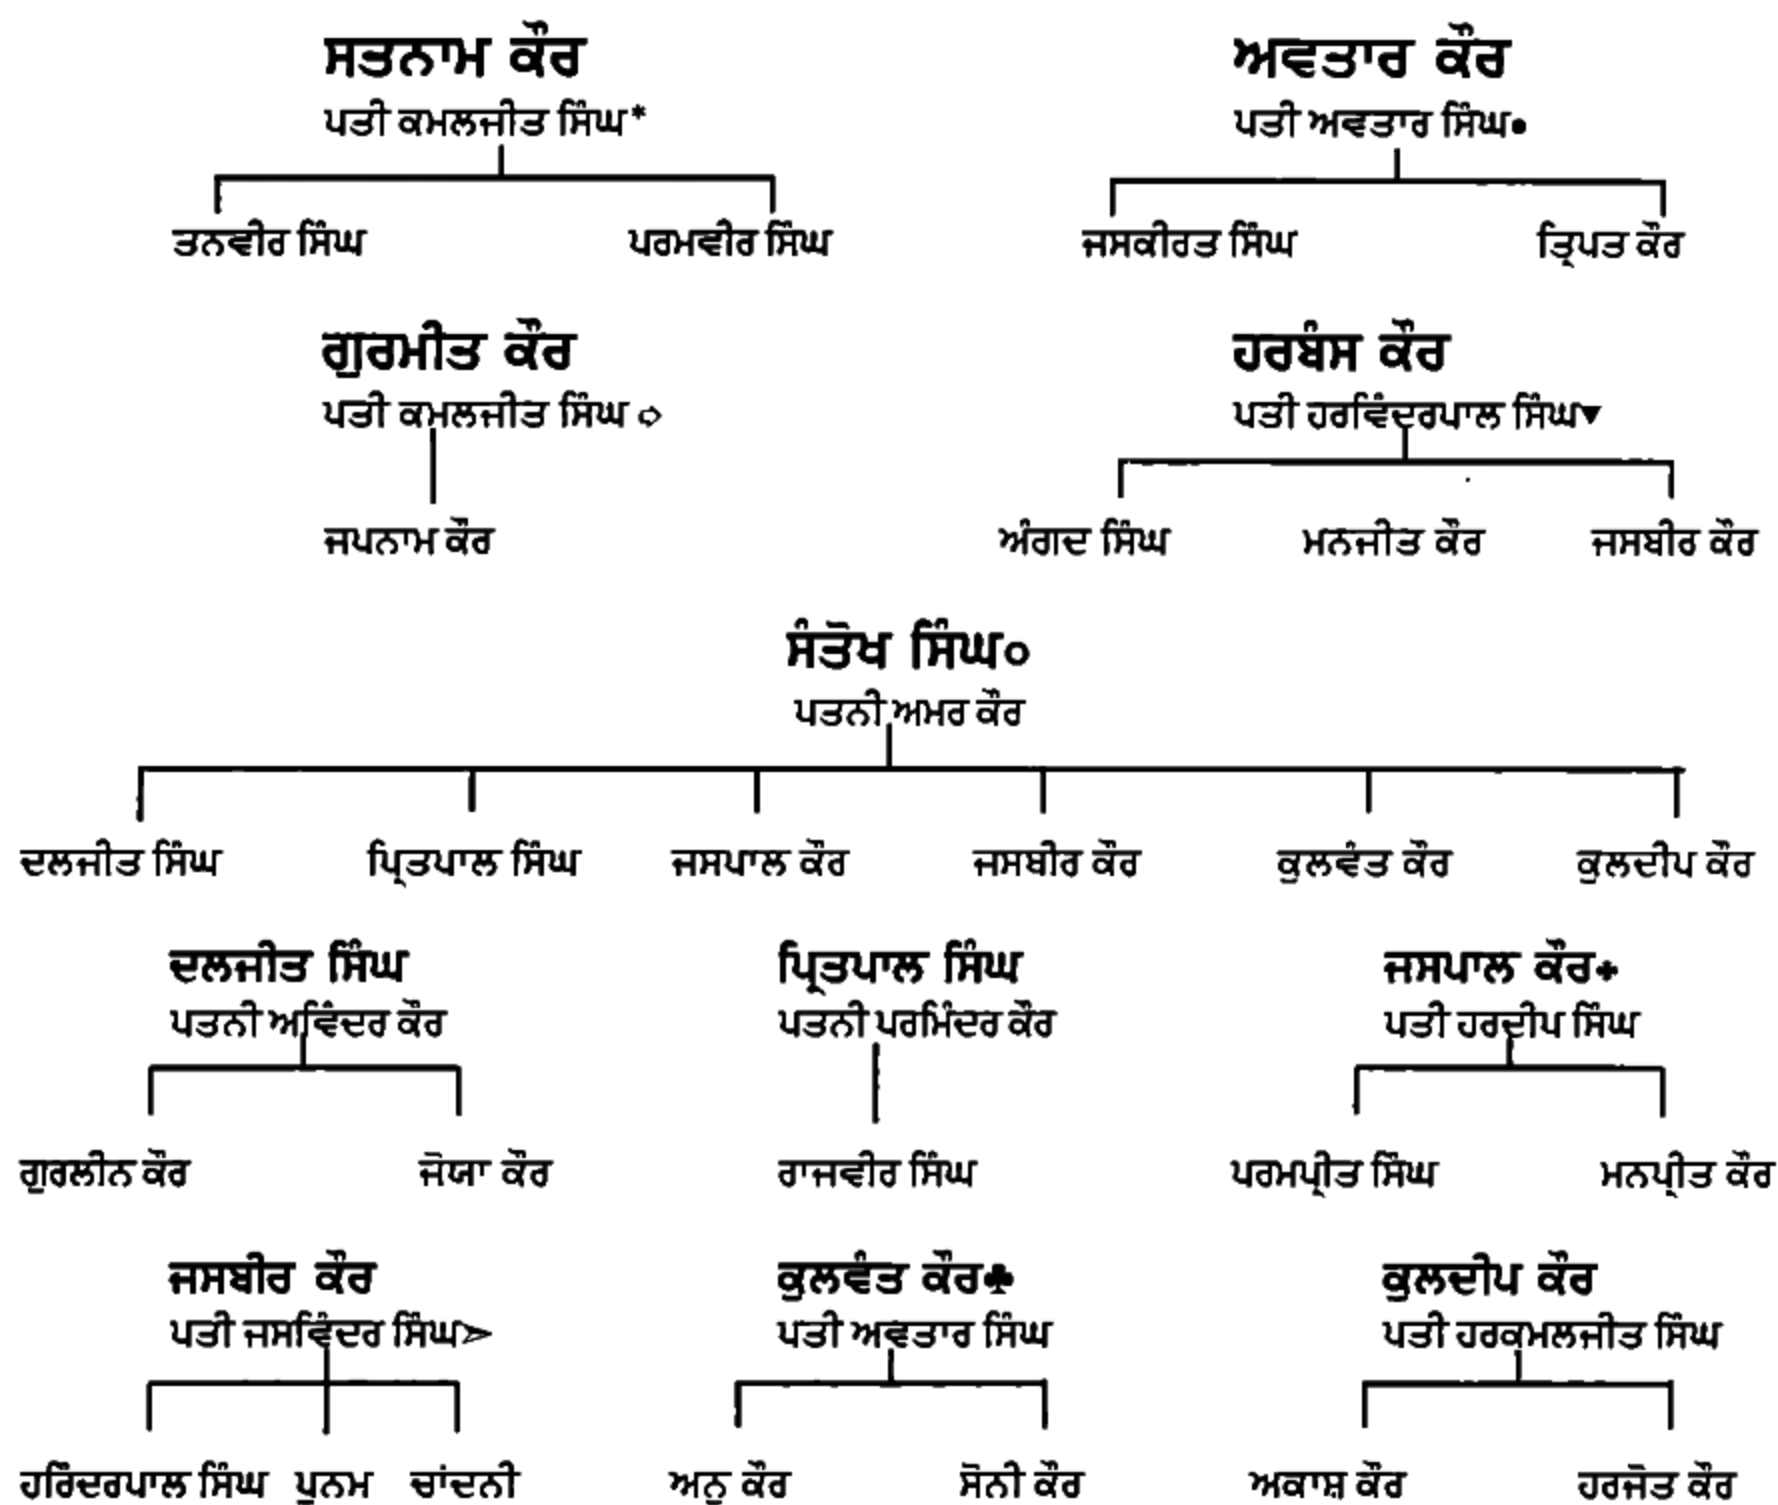 ਸਤਨਾਮ ਕੌਰ ਅਵਤਾਰ ਕੌਰ
ਪਤੀ ਕਮਲਜੀਤ ਸਿੰਘ* ਪਤੀ ਅਵਤਾਰ ਸਿੰਘ●
ਤਨਵੀਰ ਸਿੰਘ ਪਰਮਵੀਰ ਸਿੰਘ ਜਸਕੀਰਤ ਸਿੰਘ ਤ੍ਰਿਪਤ ਕੌਰ
ਗੁਰਮੀਤ ਕੌਰ ਹਰਬੰਸ ਕੌਰ
ਪਤੀ ਕਮਲਜੀਤ ਸਿੰਘ ➪ ਪਤੀ ਹਰਵਿੰਦਰਪਾਲ ਸਿੰਘ▼
ਜਪਨਾਮ ਕੌਰ ਅੰਗਦ ਸਿੰਘ ਮਨਜੀਤ ਕੌਰ ਜਸਬੀਰ ਕੌਰ
ਸੰਤੋਖ ਸਿੰਘ○
ਪਤਨੀ ਅਮਰ ਕੌਰ
ਦਲਜੀਤ ਸਿੰਘ ਪ੍ਰਿਤਪਾਲ ਸਿੰਘ ਜਸਪਾਲ ਕੌਰ ਜਸਬੀਰ ਕੌਰ ਕੁਲਵੰਤ ਕੌਰ ਕੁਲਦੀਪ ਕੌਰ
ਦਲਜੀਤ ਸਿੰਘ ਪ੍ਰਿਤਪਾਲ ਸਿੰਘ ਜਸਪਾਲ ਕੌਰ✦
ਪਤਨੀ ਅਵਿੰਦਰ ਕੌਰ ਪਤਨੀ ਪਰਮਿੰਦਰ ਕੌਰ ਪਤੀ ਹਰਦੀਪ ਸਿੰਘ
ਗੁਰਲੀਨ ਕੌਰ ਜੋਯਾ ਕੌਰ ਰਾਜਵੀਰ ਸਿੰਘ ਪਰਮਪ੍ਰੀਤ ਸਿੰਘ ਮਨਪ੍ਰੀਤ ਕੌਰ
ਜਸਬੀਰ ਕੌਰ ਕੁਲਵੰਤ ਕੌਰ♣ ਕੁਲਦੀਪ ਕੌਰ
ਪਤੀ ਜਸਵਿੰਦਰ ਸਿੰਘ➢ ਪਤੀ ਅਵਤਾਰ ਸਿੰਘ ਪਤੀ ਹਰਕਮਲਜੀਤ ਸਿੰਘ
ਹਰਿੰਦਰਪਾਲ ਸਿੰਘ ਪੂਨਮ ਚਾਂਦਨੀ ਅਨੁ ਕੌਰ ਸੋਨੀ ਕੌਰ ਅਕਾਸ਼ ਕੌਰ ਹਰਜੋਤ ਕੌਰ